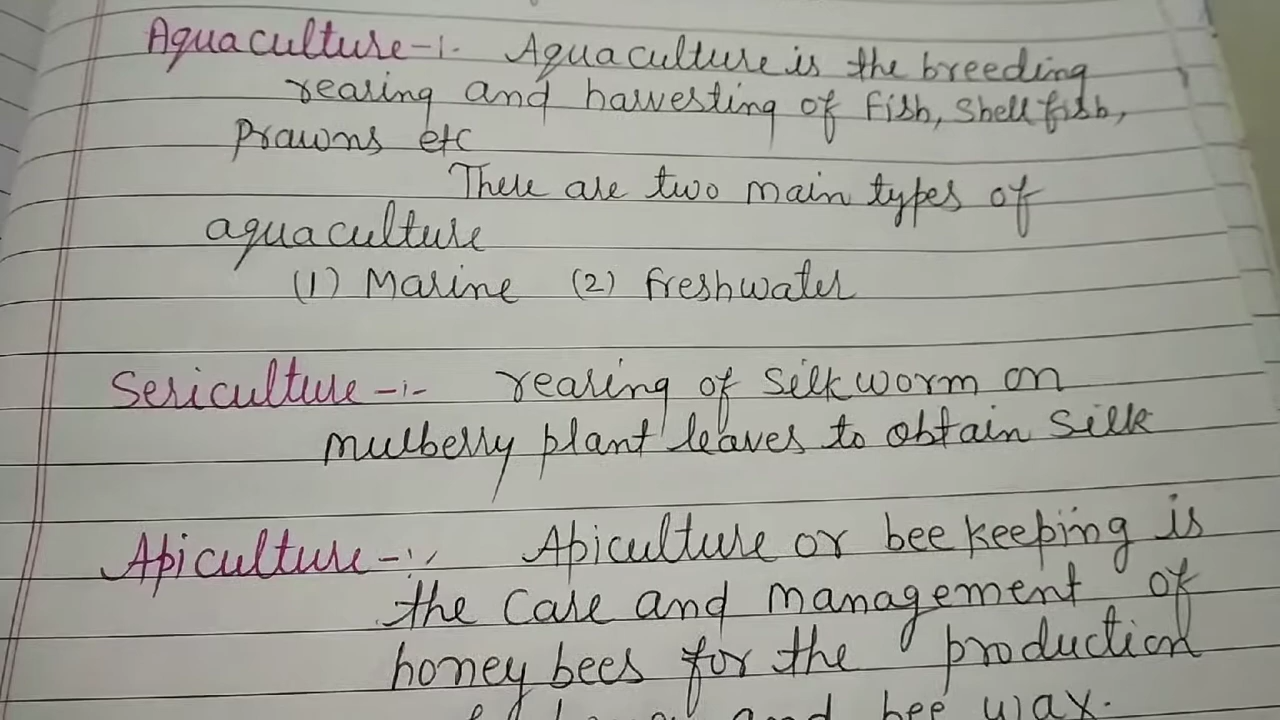 Aquaculture -:- Aquaculture is the breeding
rearing and harvesting of fish, shell fish,
prawns etc
There are two main types of
aquaculture
(1) Marine (2) freshwater
Sericulture -:- rearing of silk worm on
mulberry plant leaves to obtain silk
Apiculture -:- Apiculture or bee keeping is
the care and management of
honey bees for the production
and bee wax.